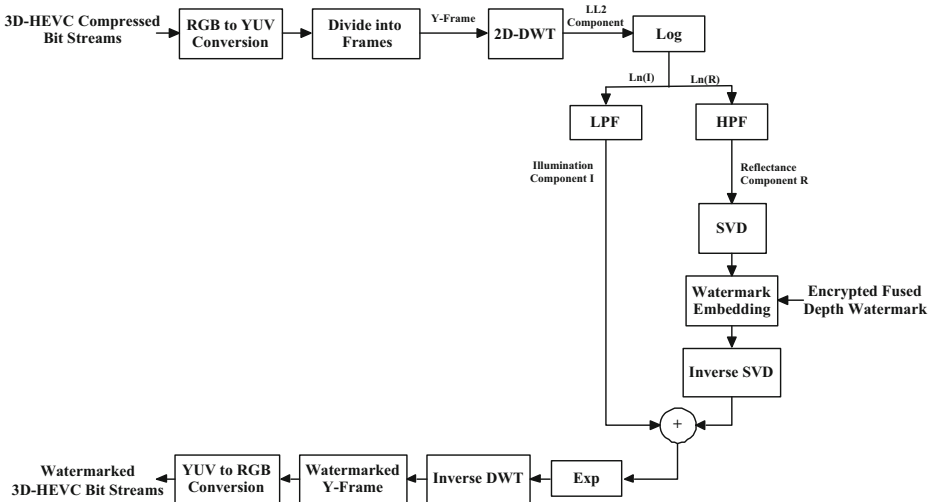 3D-HEVC Compressed
Bit Streams
RGB to YUV
Conversion
Divide into
Frames
Y-Frame
2D-DWT
LL2
Component
Log
Ln(I)
Ln(R)
LPF
HPF
Illumination
Component I
Reflectance
Component R
SVD
Watermark
Embedding
Encrypted Fused
Depth Watermark
Inverse SVD
+
Watermarked
3D-HEVC Bit Streams
YUV to RGB
Conversion
Watermarked
Y-Frame
Inverse DWT
Exp